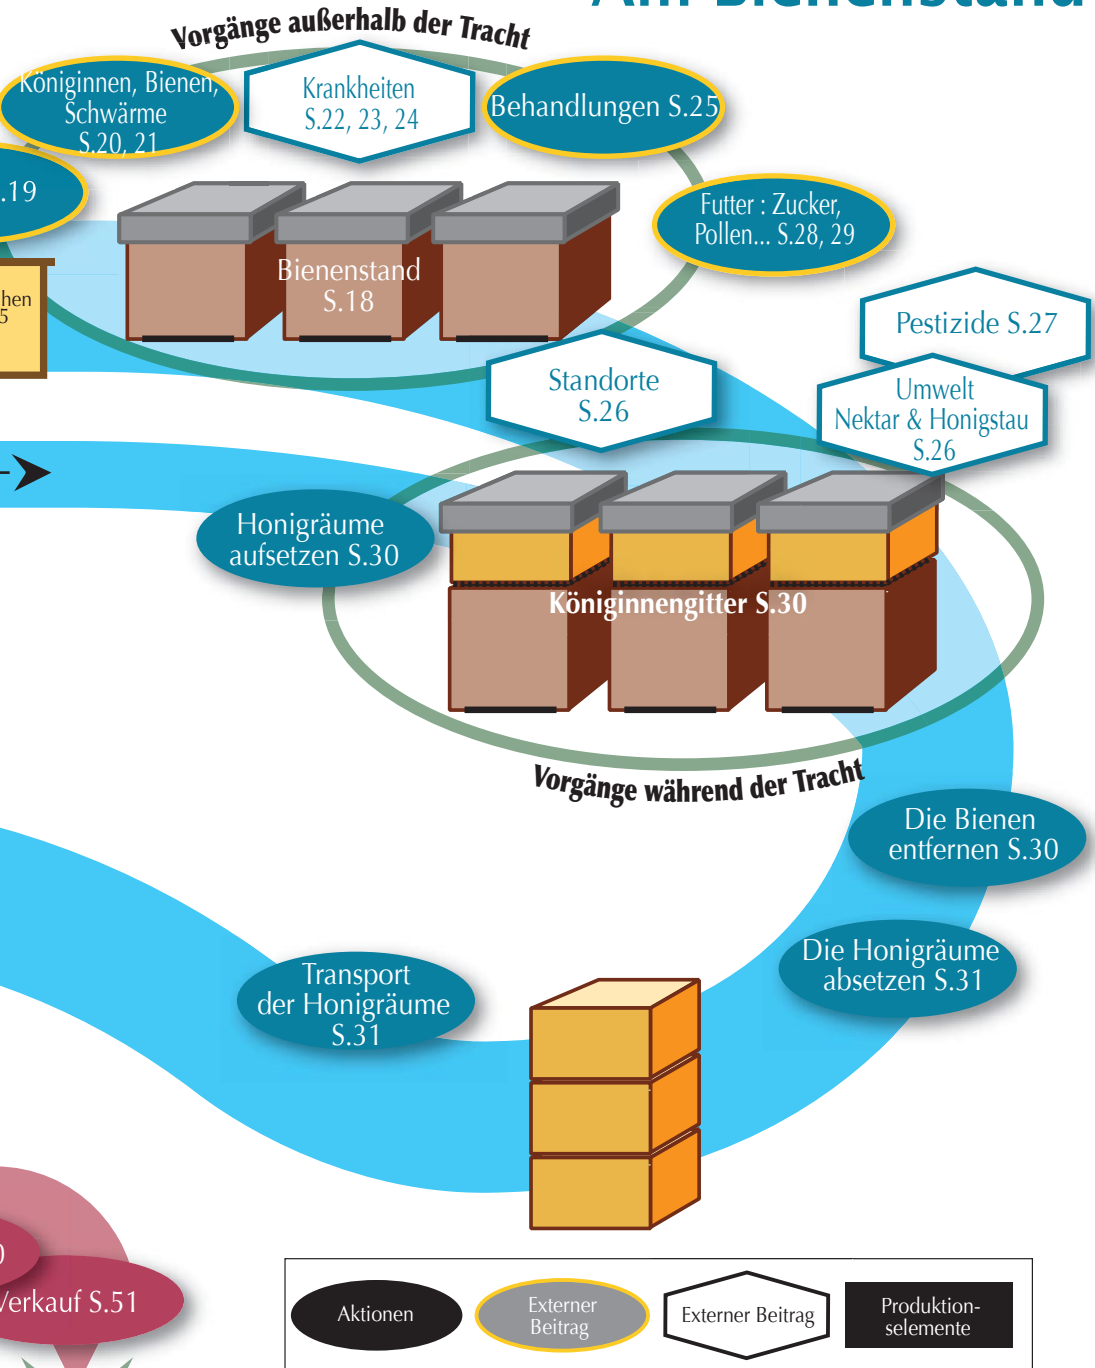 Am Bienenstand
Vorgänge außerhalb der Tracht
Königinnen, Bienen,
Schwärme
S.20, 21
Krankheiten
S.22, 23, 24
Behandlungen S.25
.19
Futter : Zucker,
Pollen... S.28, 29
Bienenstand
S.18
hen
5
Pestizide S.27
Standorte
S.26
Umwelt
Nektar & Honigstau
S.26
Honigräume
aufsetzen S.30
Königinnengitter S.30
Vorgänge während der Tracht
Die Bienen
entfernen S.30
Die Honigräume
absetzen S.31
Transport
der Honigräume
S.31
0
Verkauf S.51
Aktionen
Externer
Beitrag
Externer Beitrag
Produktion-
selemente